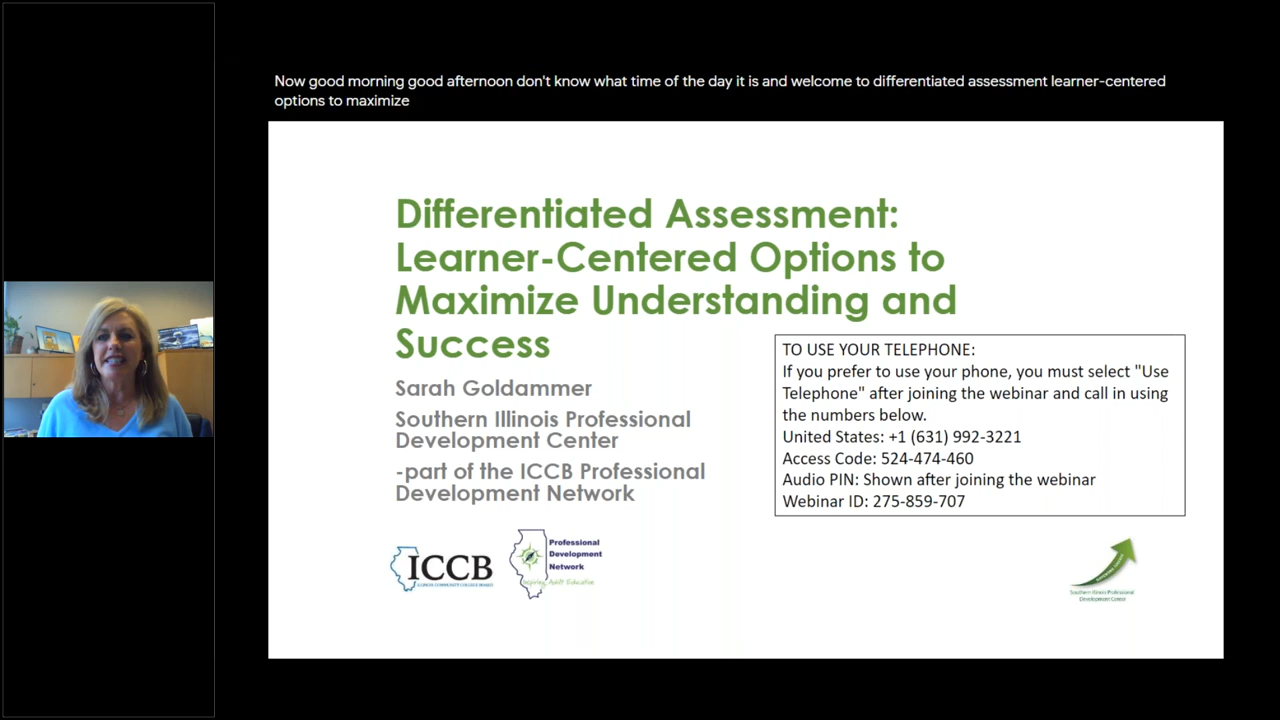 Now good morning good afternoon don't know what time of the day it is and welcome to differentiated assessment learner-centered
options to maximize
Differentiated Assessment:
Learner-Centered Options to
Maximize Understanding and
Success
Sarah Goldammer
Southern Illinois Professional
Development Center
-part of the ICCB Professional
Development Network
TO USE YOUR TELEPHONE:
If you prefer to use your phone, you must select "Use
Telephone" after joining the webinar and call in using
the numbers below.
United States: +1 (631) 992-3221
Access Code: 524-474-460
Audio PIN: Shown after joining the webinar
Webinar ID: 275-859-707
ICCB
ILLINOIS COMMUNITY COLLEGE BOARD
Professional
Development
Network
Inspiring Adult Education
Southern Illinois Professional
Development Center